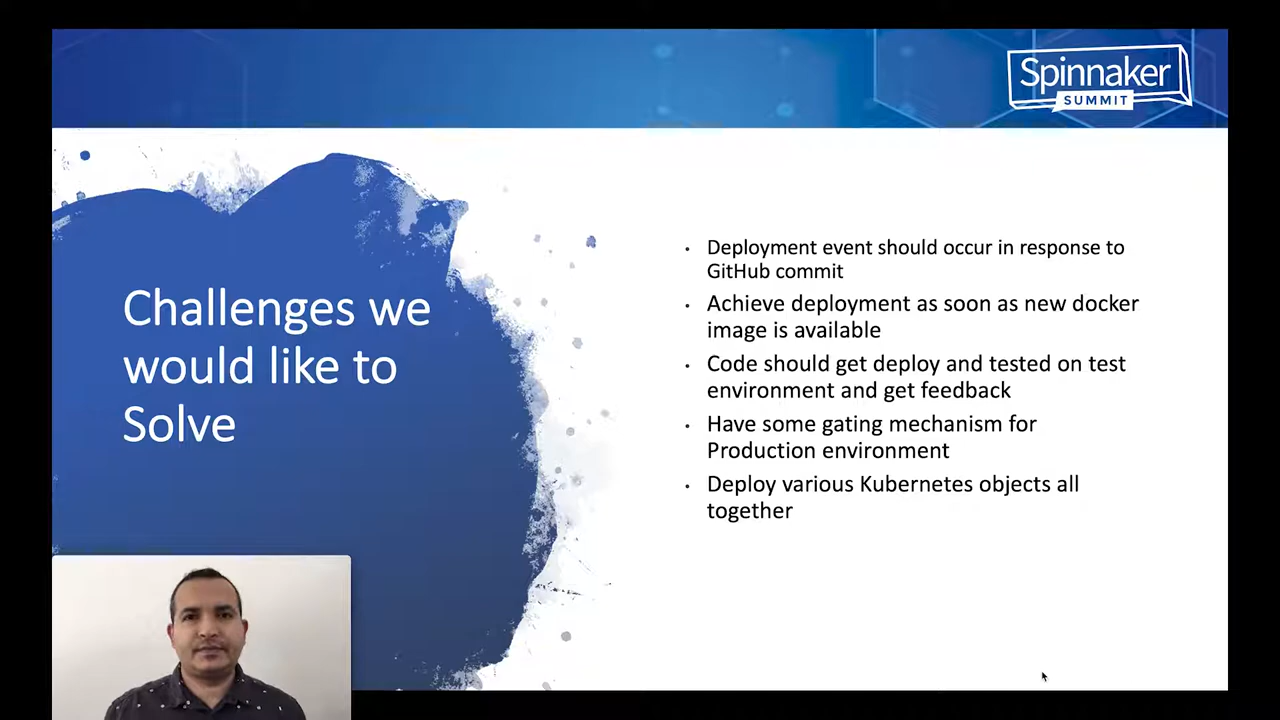 Spinnaker
SUMMIT
Challenges we
would like to
Solve
• Deployment event should occur in response to
GitHub commit
• Achieve deployment as soon as new docker
image is available
• Code should get deploy and tested on test
environment and get feedback
• Have some gating mechanism for
Production environment
• Deploy various Kubernetes objects all
together